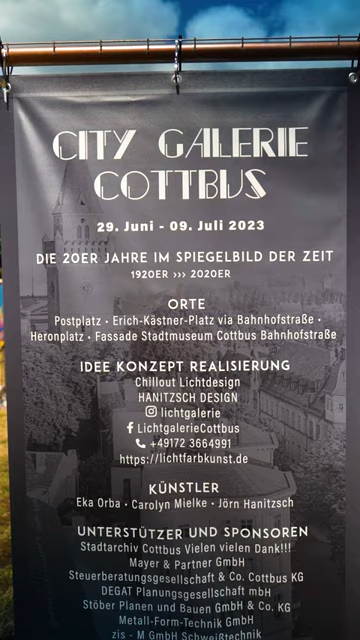 CITY GALERIE
COTTBUS
29. Juni - 09. Juli 2023
DIE 20ER JAHRE IM SPIEGELBILD DER ZEIT
1920ER >>> 2020ER
ORTE
Postplatz • Erich-Kästner-Platz via Bahnhofstraße •
Heronplatz • Fassade Stadtmuseum Cottbus Bahnhofstraße
IDEE KONZEPT REALISIERUNG
Chillout Lichtdesign
HANITZSCH DESIGN
lichtgalerie
LichtgalerieCottbus
+49172 3664991
https://lichtfarbkunst.de
KÜNSTLER
Eka Orba • Carolyn Mielke • Jörn Hanitzsch
UNTERSTÜTZER UND SPONSOREN
Stadtarchiv Cottbus Vielen vielen Dank!!!
Mayer & Partner GmbH
Steuerberatungsgesellschaft & Co. Cottbus KG
DEGAT Planungsgesellschaft mbH
Stöber Planen und Bauen GmbH & Co. KG
Metall-Form-Technik GmbH
zis - M GmbH Schweißtechnik